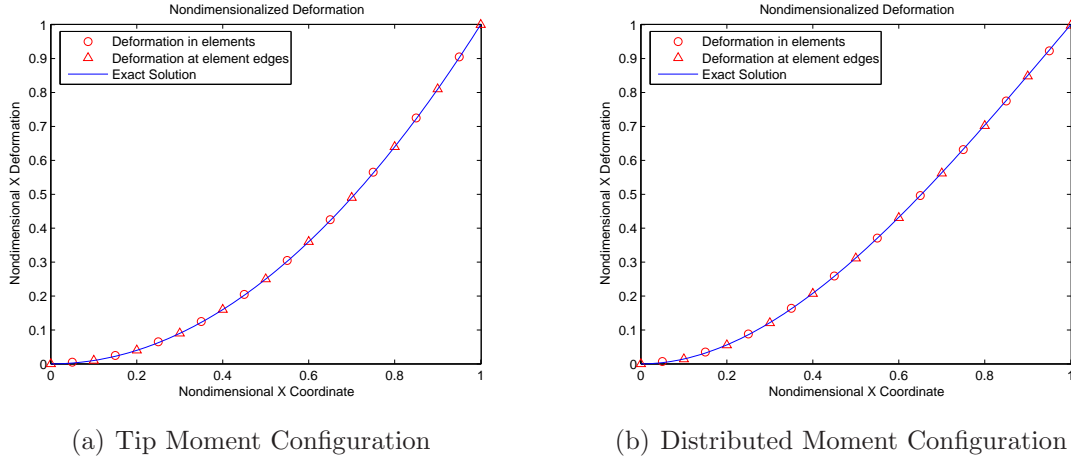 Nondimensionalized Deformation
1
0.9
0.8
0.7
0.6
0.5
0.4
0.3
0.2
0.1
0
Nondimensional X Deformation
Deformation in elements
Deformation at element edges
Exact Solution
0 0.2 0.4 0.6 0.8 1
Nondimensional X Coordinate
(a) Tip Moment Configuration
Nondimensionalized Deformation
1
0.9
0.8
0.7
0.6
0.5
0.4
0.3
0.2
0.1
0
Nondimensional X Deformation
Deformation in elements
Deformation at element edges
Exact Solution
0 0.2 0.4 0.6 0.8 1
Nondimensional X Coordinate
(b) Distributed Moment Configuration